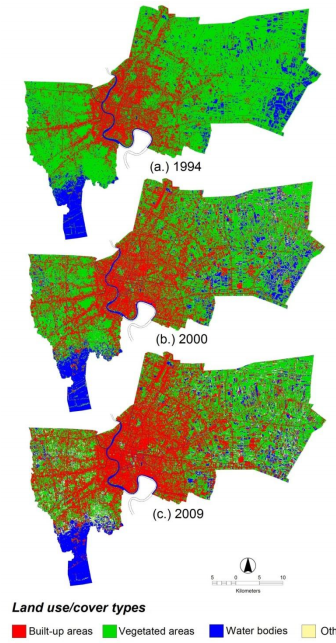 (a.) 1994
(b.) 2000
(c.) 2009
5 0 5 10
Kilometers
Land use/cover types
Built-up areas Vegetated areas Water bodies Oth